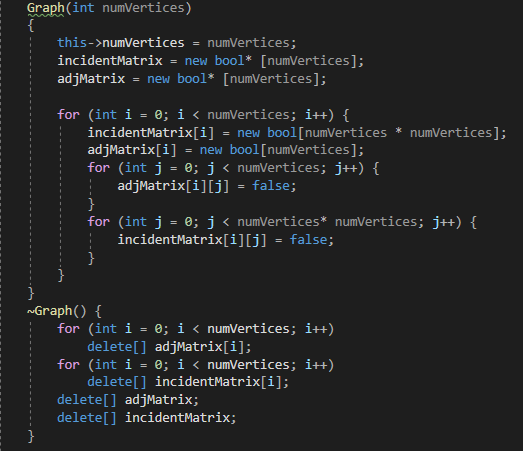 Graph(int numVertices)
{
this->numVertices = numVertices;
incidentMatrix = new bool* [numVertices];
adjMatrix = new bool* [numVertices];
for (int i = 0; i < numVertices; i++) {
incidentMatrix[i] = new bool[numVertices * numVertices];
adjMatrix[i] = new bool[numVertices];
for (int j = 0; j < numVertices; j++) {
adjMatrix[i][j] = false;
}
for (int j = 0; j < numVertices* numVertices; j++) {
incidentMatrix[i][j] = false;
}
}
}
~Graph() {
for (int i = 0; i < numVertices; i++)
delete[] adjMatrix[i];
for (int i = 0; i < numVertices; i++)
delete[] incidentMatrix[i];
delete[] adjMatrix;
delete[] incidentMatrix;
}